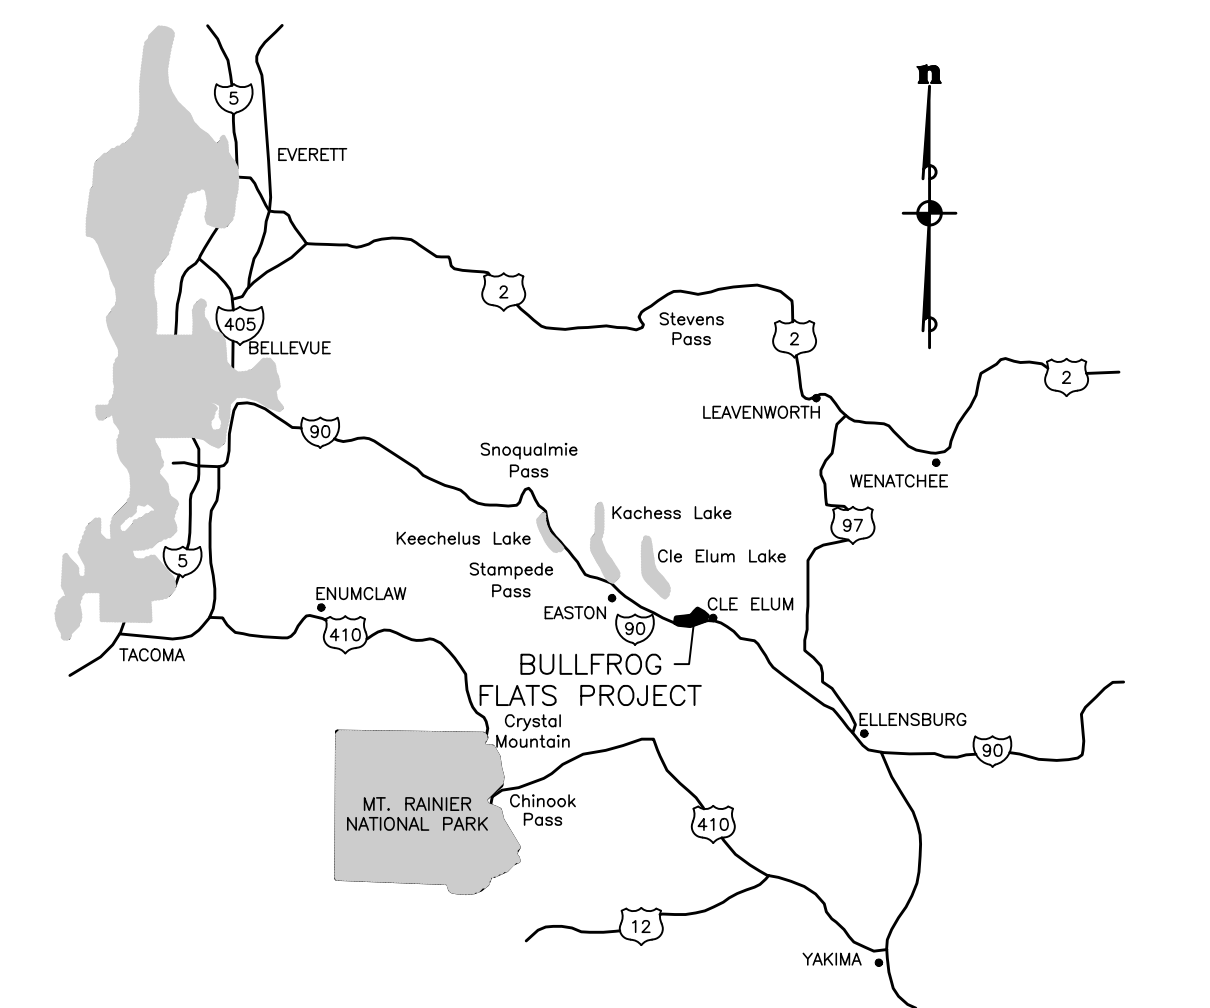 n
5
EVERETT
2
Stevens
Pass
405
BELLEVUE
2
2
LEAVENWORTH
90
Snoqualmie
Pass
WENATCHEE
Kachess Lake
97
Keechelus Lake
Cle Elum Lake
5
Stampede
Pass
ENUMCLAW
EASTON
CLE ELUM
410
90
TACOMA
BULLFROG
FLATS PROJECT
Crystal
Mountain
ELLENSBURG
90
MT. RAINIER
NATIONAL PARK
Chinook
Pass
410
12
YAKIMA